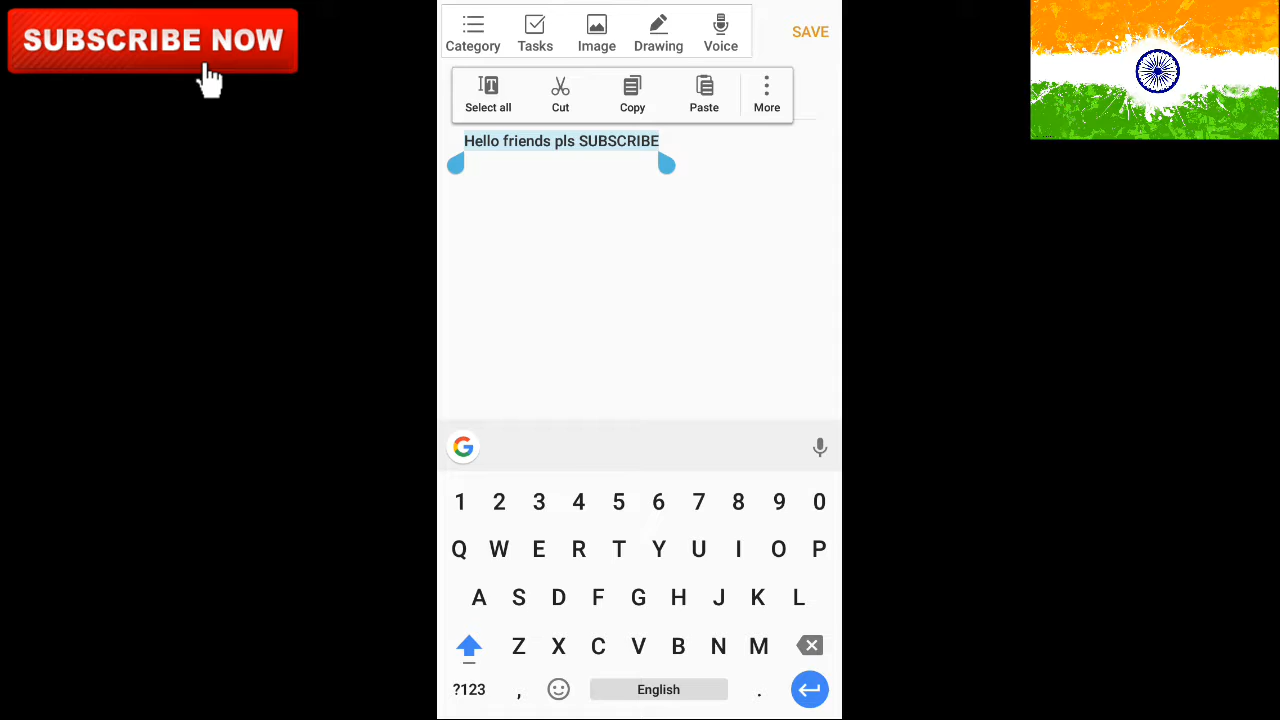 SUBSCRIBE NOW
Category Tasks Image Drawing Voice SAVE
Select all Cut Copy Paste More
Hello friends pls SUBSCRIBE
G
1 2 3 4 5 6 7 8 9 0
Q W E R T Y U I O P
A S D F G H J K L
Z X C V B N M
?123 , English .